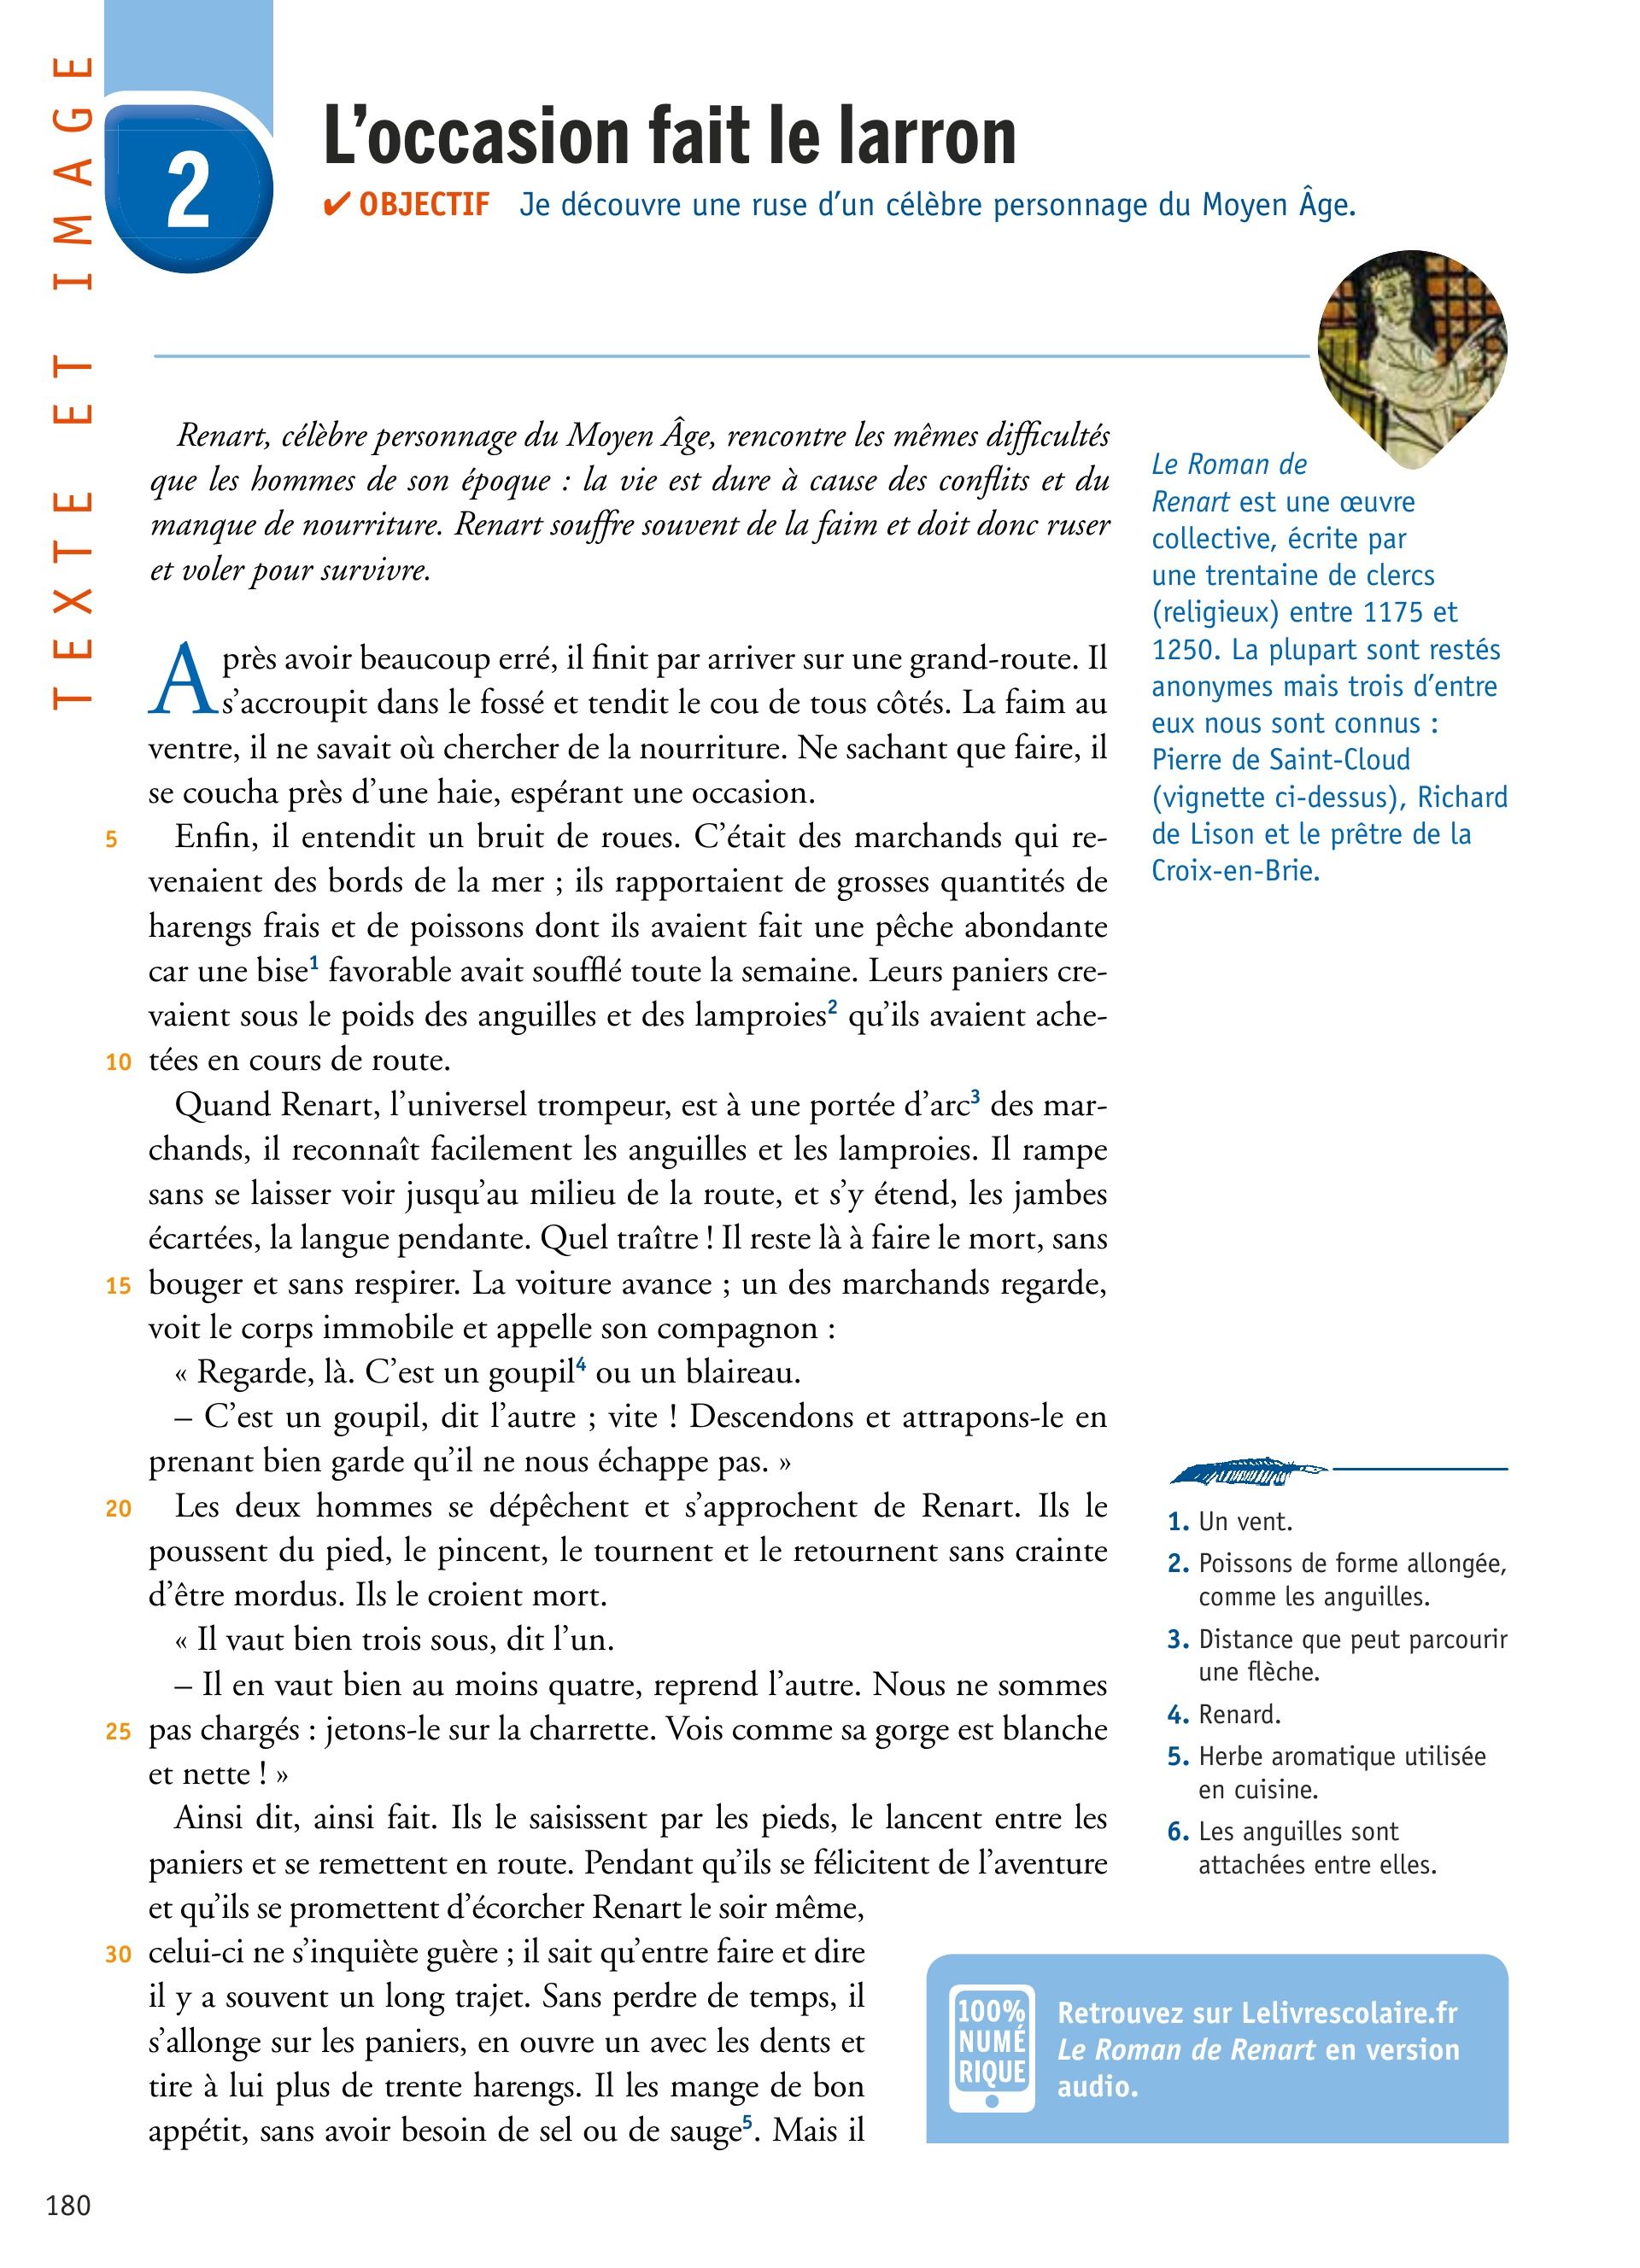 TEXTE ET IMAGE
2
L’occasion fait le larron
✔ OBJECTIF Je découvre une ruse d’un célèbre personnage du Moyen Âge.
Renart, célèbre personnage du Moyen Âge, rencontre les mêmes difficultés
que les hommes de son époque : la vie est dure à cause des conflits et du
manque de nourriture. Renart souffre souvent de la faim et doit donc ruser
et voler pour survivre.
Après avoir beaucoup erré, il finit par arriver sur une grand-route. Il
s’accroupit dans le fossé et tendit le cou de tous côtés. La faim au
ventre, il ne savait où chercher de la nourriture. Ne sachant que faire, il
se coucha près d’une haie, espérant une occasion.
5 Enfin, il entendit un bruit de roues. C’était des marchands qui re-
venaient des bords de la mer ; ils rapportaient de grosses quantités de
harengs frais et de poissons dont ils avaient fait une pêche abondante
car une bise1 favorable avait soufflé toute la semaine. Leurs paniers cre-
vaient sous le poids des anguilles et des lamproies2 qu’ils avaient ache-
10 tées en cours de route.
Quand Renart, l’universel trompeur, est à une portée d’arc3 des mar-
chands, il reconnaît facilement les anguilles et les lamproies. Il rampe
sans se laisser voir jusqu’au milieu de la route, et s’y étend, les jambes
écartées, la langue pendante. Quel traître ! Il reste là à faire le mort, sans
15 bouger et sans respirer. La voiture avance ; un des marchands regarde,
voit le corps immobile et appelle son compagnon :
« Regarde, là. C’est un goupil4 ou un blaireau.
– C’est un goupil, dit l’autre ; vite ! Descendons et attrapons-le en
prenant bien garde qu’il ne nous échappe pas. »
20 Les deux hommes se dépêchent et s’approchent de Renart. Ils le
poussent du pied, le pincent, le tournent et le retournent sans crainte
d’être mordus. Ils le croient mort.
« Il vaut bien trois sous, dit l’un.
– Il en vaut bien au moins quatre, reprend l’autre. Nous ne sommes
25 pas chargés : jetons-le sur la charrette. Vois comme sa gorge est blanche
et nette ! »
Ainsi dit, ainsi fait. Ils le saisissent par les pieds, le lancent entre les
paniers et se remettent en route. Pendant qu’ils se félicitent de l’aventure
et qu’ils se promettent d’écorcher Renart le soir même,
30 celui-ci ne s’inquiète guère ; il sait qu’entre faire et dire
il y a souvent un long trajet. Sans perdre de temps, il
s’allonge sur les paniers, en ouvre un avec les dents et
tire à lui plus de trente harengs. Il les mange de bon
appétit, sans avoir besoin de sel ou de sauge5. Mais il
Le Roman de
Renart est une œuvre
collective, écrite par
une trentaine de clercs
(religieux) entre 1175 et
1250. La plupart sont restés
anonymes mais trois d’entre
eux nous sont connus :
Pierre de Saint-Cloud
(vignette ci-dessus), Richard
de Lison et le prêtre de la
Croix-en-Brie.
1. Un vent.
2. Poissons de forme allongée,
comme les anguilles.
3. Distance que peut parcourir
une flèche.
4. Renard.
5. Herbe aromatique utilisée
en cuisine.
6. Les anguilles sont
attachées entre elles.
100%
NUMÉ
RIQUE
Retrouvez sur Lelivrescolaire.fr
Le Roman de Renart en version
audio.
180